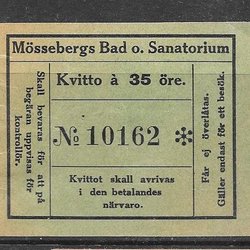 Mössebergs Bad o. Sanatorium
Skall bevaras för att på
begäran uppvisas för
kontrollör.
Kvitto à 35 öre.
№ 10162 ✻
Kvittot skall avrivas
i den betalandes
närvaro.
Får ej överlåtas.
Gäller endast för ett besök.